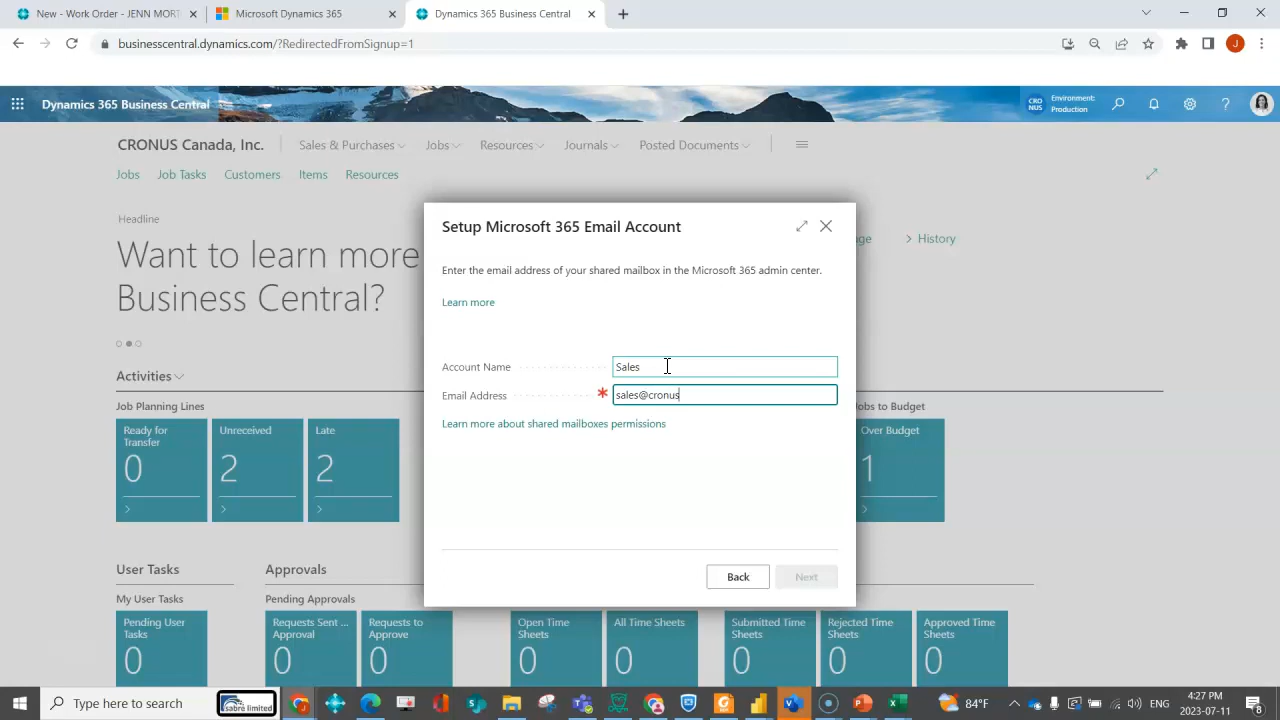 New - Work Order - JENN MORT
Microsoft Dynamics 365
Dynamics 365 Business Central
businesscentral.dynamics.com/?RedirectedFromSignup=1
J
Dynamics 365 Business Central
CRO
NUS
Environment:
Production
?
CRONUS Canada, Inc.
Sales & Purchases
Jobs
Resources
Journals
Posted Documents
Jobs
Job Tasks
Customers
Items
Resources
Headline
Want to learn more
Business Central?
History
Setup Microsoft 365 Email Account
Enter the email address of your shared mailbox in the Microsoft 365 admin center.
Learn more
Account Name
Sales
Email Address
sales@cronus
Learn more about shared mailboxes permissions
Back
Next
Activities
Job Planning Lines
Ready for
Transfer
0
Unreceived
2
Late
2
Over Budget
1
User Tasks
My User Tasks
Pending User
Tasks
0
Approvals
Pending Approvals
Requests Sent ...
Approval
0
Requests to
Approve
0
Open Time
Sheets
0
All Time Sheets
0
Submitted Time
Sheets
0
Rejected Time
Sheets
0
Approved Time
Sheets
0
Type here to search
sabre limited
84°F
ENG
4:27 PM
2023-07-11